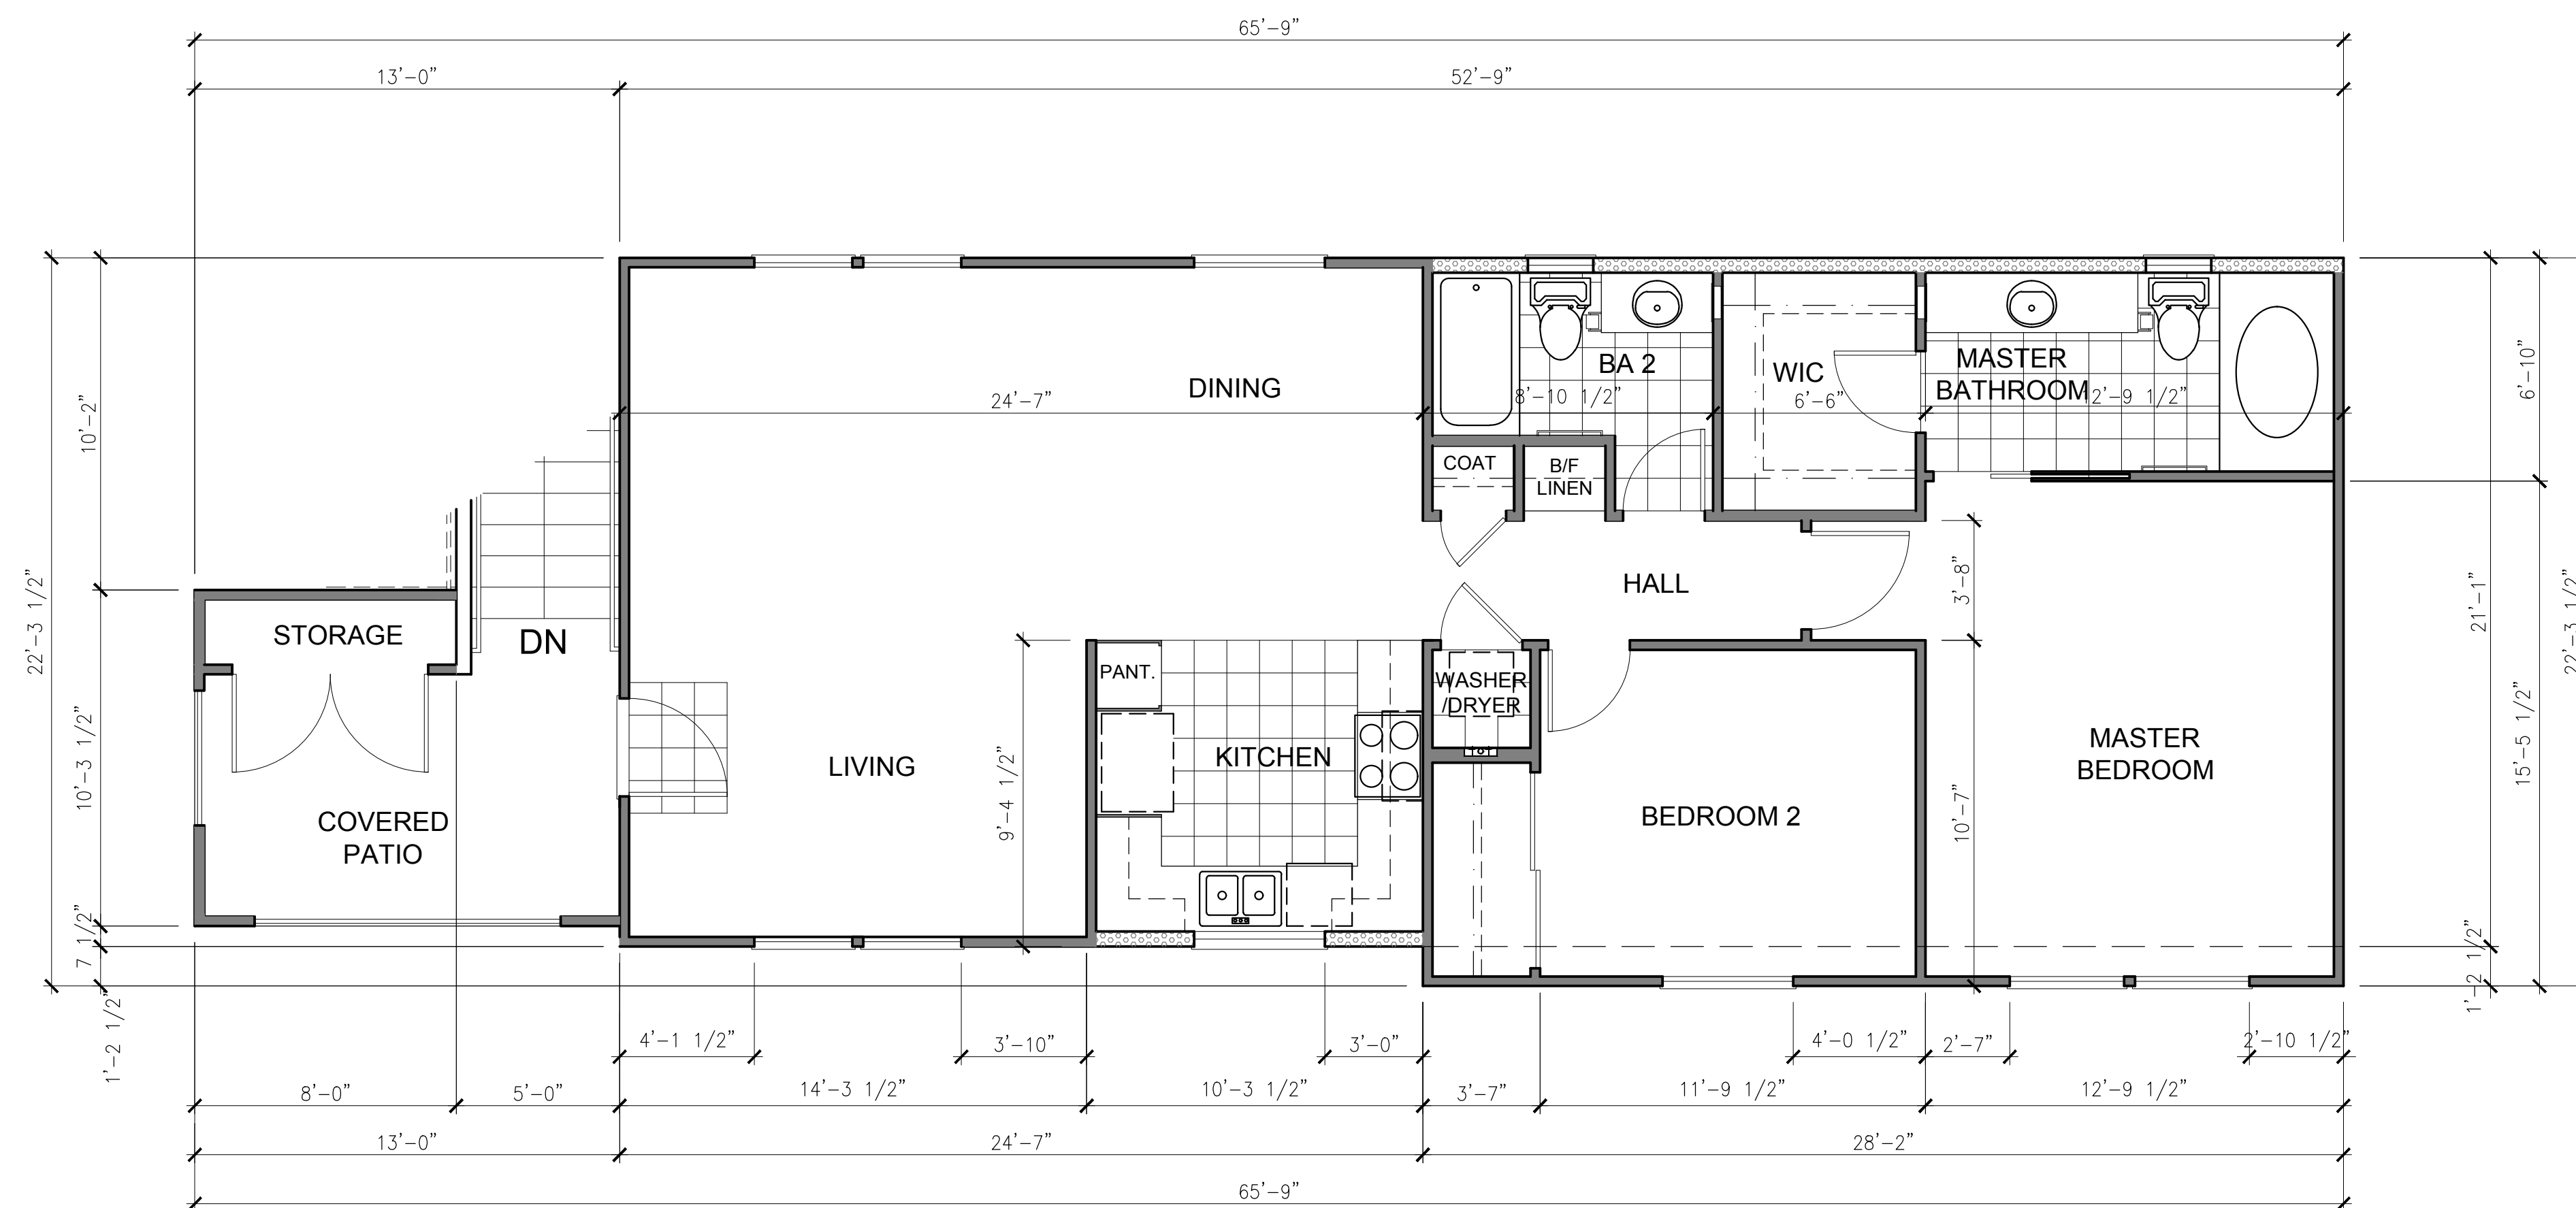 65'-9"
13'-0"
52'-9"
DINING
24'-7"
BA 2
8'-10 1/2"
WIC
6'-6"
MASTER
BATHROOM
2'-9 1/2"
10'-2"
6'-10"
COAT
B/F
LINEN
HALL
3'-8"
22'-3 1/2"
21'-1"
22'-3 1/2"
STORAGE
DN
PANT.
WASHER
/DRYER
10'-3 1/2"
COVERED
PATIO
LIVING
9'-4 1/2"
KITCHEN
BEDROOM 2
10'-7"
MASTER
BEDROOM
15'-5 1/2"
7 1/2"
1'-2 1/2"
1'-2 1/2"
4'-1 1/2"
3'-10"
3'-0"
4'-0 1/2"
2'-7"
2'-10 1/2"
8'-0"
5'-0"
14'-3 1/2"
10'-3 1/2"
3'-7"
11'-9 1/2"
12'-9 1/2"
13'-0"
24'-7"
28'-2"
65'-9"